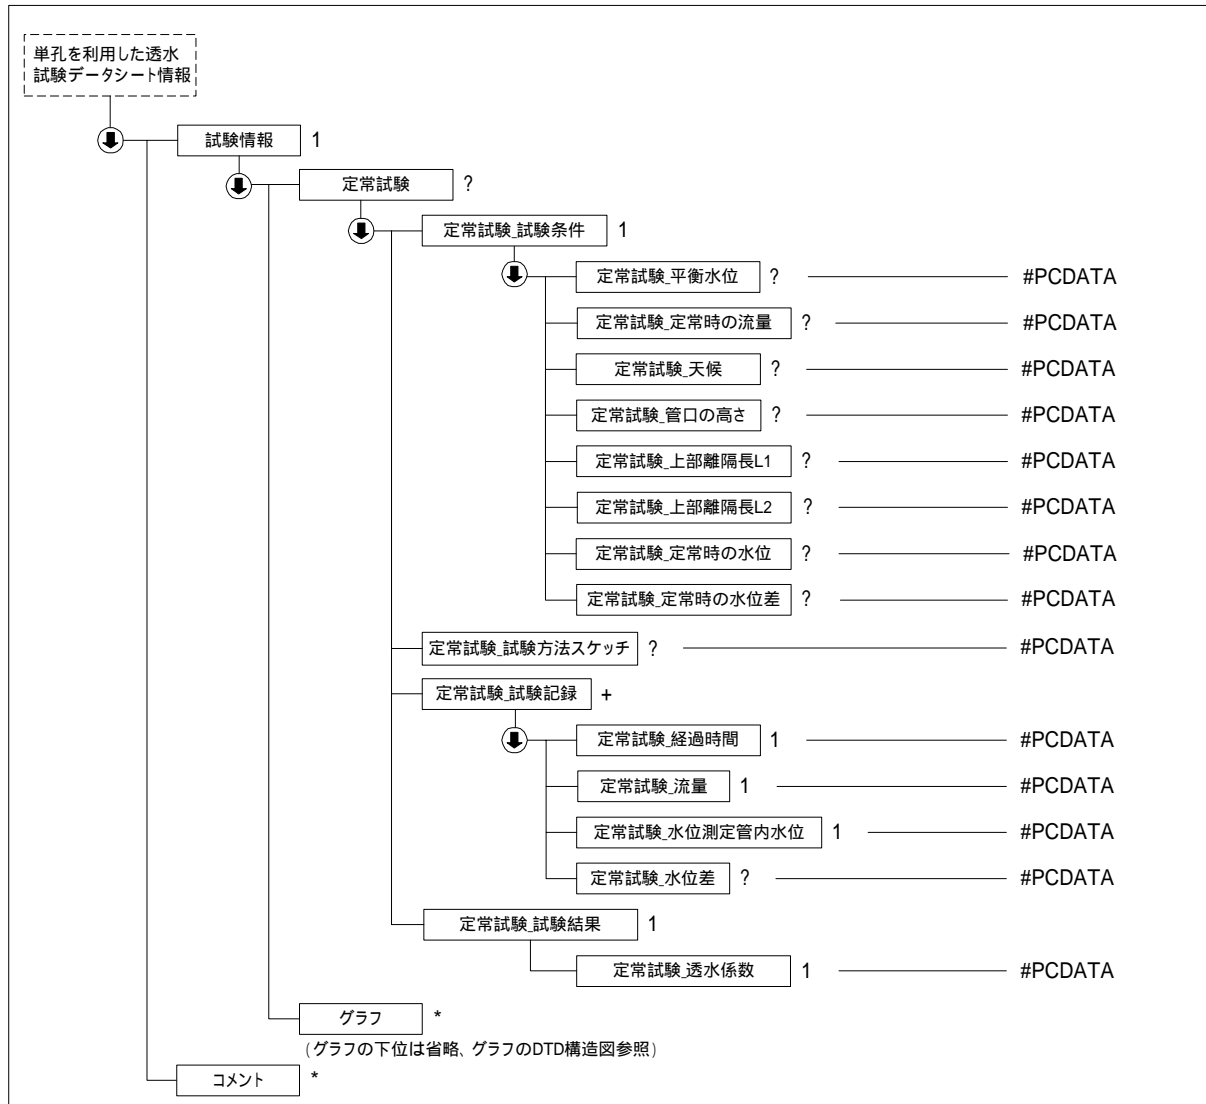 単孔を利用した透水
試験データシート情報
試験情報 1
定常試験 ?
定常試験_試験条件 1
定常試験_平衡水位 ? #PCDATA
定常試験_定常時の流量 ? #PCDATA
定常試験_天候 ? #PCDATA
定常試験_管口の高さ ? #PCDATA
定常試験_上部離隔長L1 ? #PCDATA
定常試験_上部離隔長L2 ? #PCDATA
定常試験_定常時の水位 ? #PCDATA
定常試験_定常時の水位差 ? #PCDATA
定常試験_試験方法スケッチ ? #PCDATA
定常試験_試験記録 +
定常試験_経過時間 1 #PCDATA
定常試験_流量 1 #PCDATA
定常試験_水位測定管内水位 1 #PCDATA
定常試験_水位差 ? #PCDATA
定常試験_試験結果 1
定常試験_透水係数 1 #PCDATA
グラフ *
(グラフの下位は省略、グラフのDTD構造図参照)
コメント *